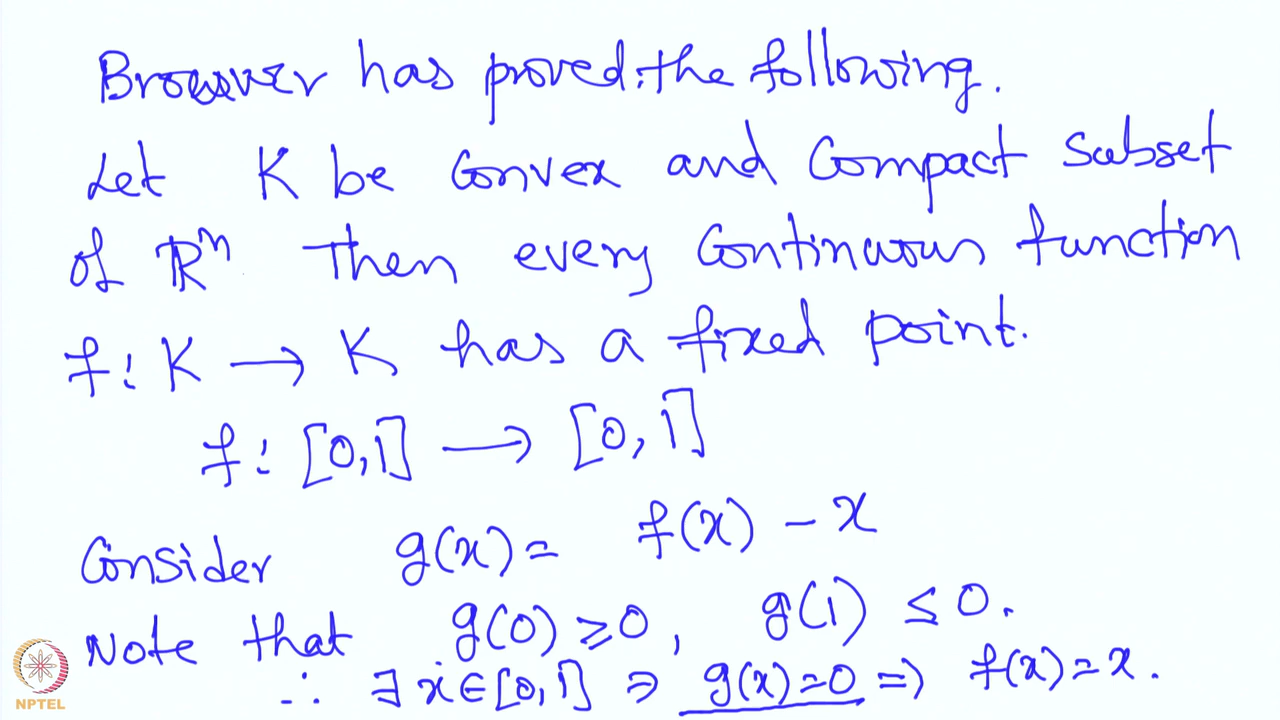 Brouwer has proved the following.
Let K be Convex and Compact subset
of ℝⁿ Then every Continuous function
f: K → K has a fixed point.
f: [0,1] → [0,1]
Consider g(x) = f(x) - x
Note that g(0) ≥ 0, g(1) ≤ 0.
∴ ∃ x ∈ [0,1] ∋ g(x)=0 ⇒ f(x)=x.
NPTEL